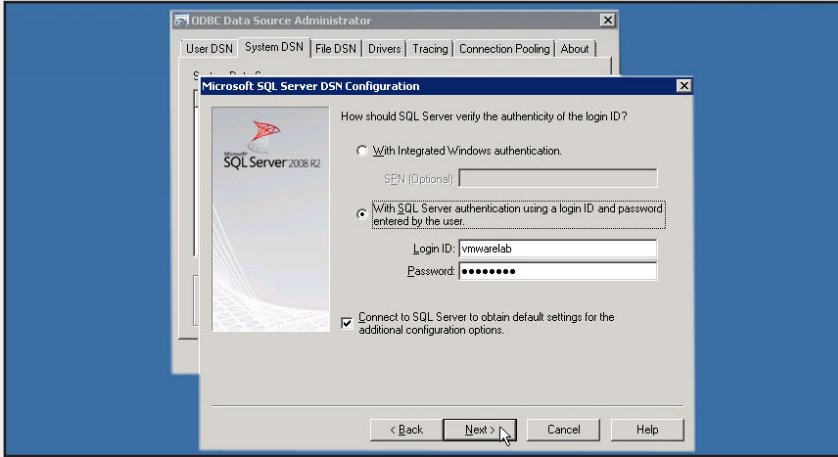 ODBC Data Source Administrator
User DSN System DSN File DSN Drivers Tracing Connection Pooling About
Microsoft SQL Server DSN Configuration
How should SQL Server verify the authenticity of the login ID?
Microsoft
SQL Server 2008 R2
With Integrated Windows authentication.
SPN (Optional):
With SQL Server authentication using a login ID and password
entered by the user.
Login ID: vmwarelab
Password: ●●●●●●●●
Connect to SQL Server to obtain default settings for the
additional configuration options.
< Back Next > Cancel Help